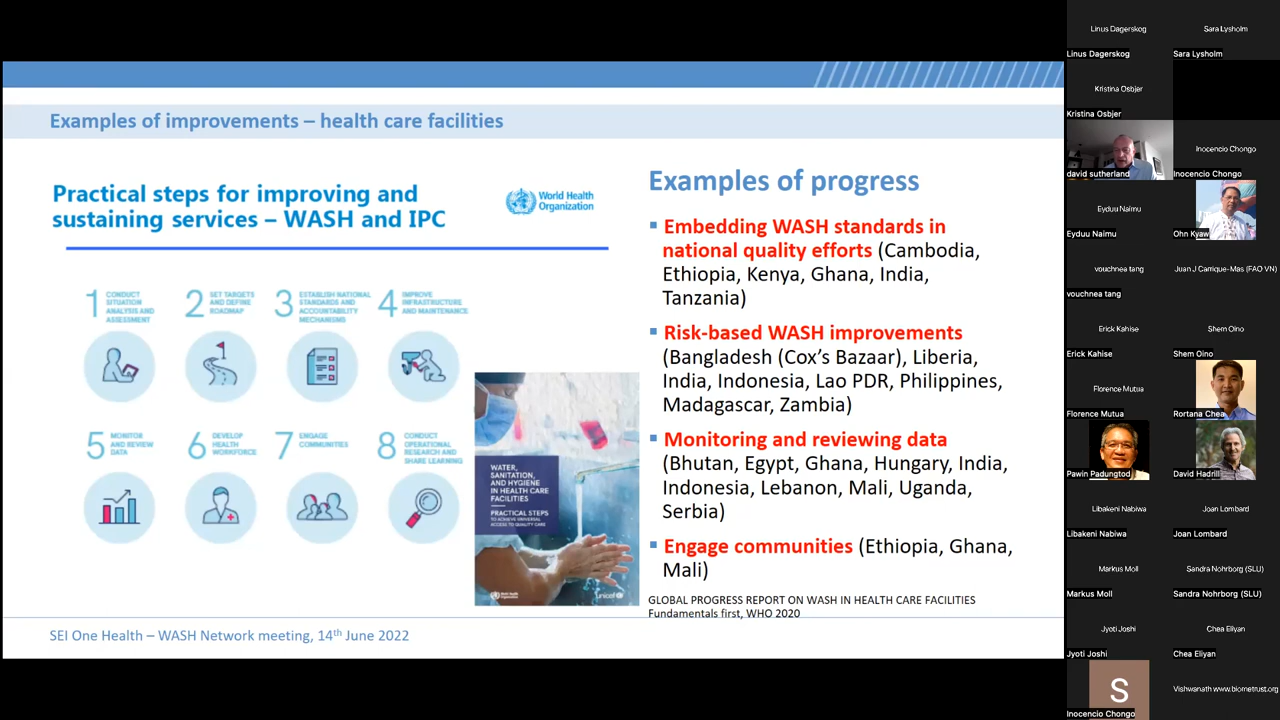 Examples of improvements – health care facilities
Practical steps for improving and
sustaining services – WASH and IPC
World Health
Organization
1 CONDUCT
SITUATION
ANALYSIS AND
ASSESSMENT
2 SET TARGETS
AND DEFINE
ROADMAP
3 ESTABLISH NATIONAL
STANDARDS AND
ACCOUNTABILITY
MECHANISMS
4 IMPROVE
INFRASTRUCTURE
AND MAINTENANCE
5 MONITOR
AND REVIEW
DATA
6 DEVELOP
HEALTH
WORKFORCE
7 ENGAGE
COMMUNITIES
8 CONDUCT
OPERATIONAL
RESEARCH AND
SHARE LEARNING
WATER,
SANITATION,
AND HYGIENE
IN HEALTH CARE
FACILITIES
PRACTICAL STEPS
TO ACHIEVE UNIVERSAL
ACCESS TO QUALITY CARE
World Health
Organization
unicef
Examples of progress
Embedding WASH standards in
national quality efforts (Cambodia,
Ethiopia, Kenya, Ghana, India,
Tanzania)
Risk-based WASH improvements
(Bangladesh (Cox’s Bazaar), Liberia,
India, Indonesia, Lao PDR, Philippines,
Madagascar, Zambia)
Monitoring and reviewing data
(Bhutan, Egypt, Ghana, Hungary, India,
Indonesia, Lebanon, Mali, Uganda,
Serbia)
Engage communities (Ethiopia, Ghana,
Mali)
GLOBAL PROGRESS REPORT ON WASH IN HEALTH CARE FACILITIES
Fundamentals first, WHO 2020
SEI One Health – WASH Network meeting, 14th June 2022
Linus Dagerskog
Linus Dagerskog
Sara Lysholm
Sara Lysholm
Kristina Osbjer
Kristina Osbjer
david sutherland
Inocencio Chongo
Inocencio Chongo
Eyduu Naimu
Eyduu Naimu
Ohn Kyaw
vouchnea tang
vouchnea tang
Juan J Carrique-Mas (FAO VN)
Erick Kahise
Erick Kahise
Shem Oino
Shem Oino
Florence Mutua
Florence Mutua
Rortana Chea
Pawin Padungtod
David Hadrill
Libakeni Nabiwa
Libakeni Nabiwa
Joan Lombard
Joan Lombard
Markus Moll
Markus Moll
Sandra Nohrborg (SLU)
Sandra Nohrborg (SLU)
Jyoti Joshi
Jyoti Joshi
Chea Eliyan
Chea Eliyan
S
Inocencio Chongo
Vishwanath www.biometrust.org